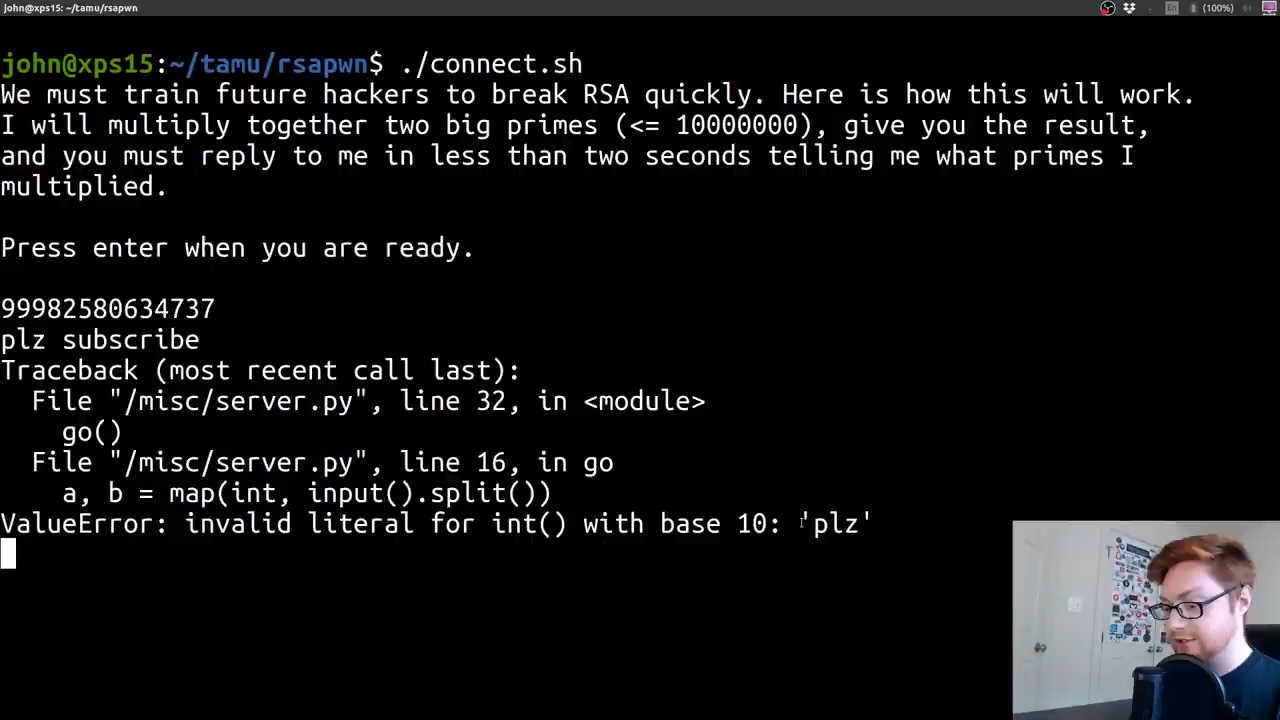 john@xps15: ~/tamu/rsapwn
En (100%)
john@xps15:~/tamu/rsapwn$ ./connect.sh
We must train future hackers to break RSA quickly. Here is how this will work.
I will multiply together two big primes (<= 10000000), give you the result,
and you must reply to me in less than two seconds telling me what primes I
multiplied.
Press enter when you are ready.
99982580634737
plz subscribe
Traceback (most recent call last):
File "/misc/server.py", line 32, in <module>
go()
File "/misc/server.py", line 16, in go
a, b = map(int, input().split())
ValueError: invalid literal for int() with base 10: 'plz'